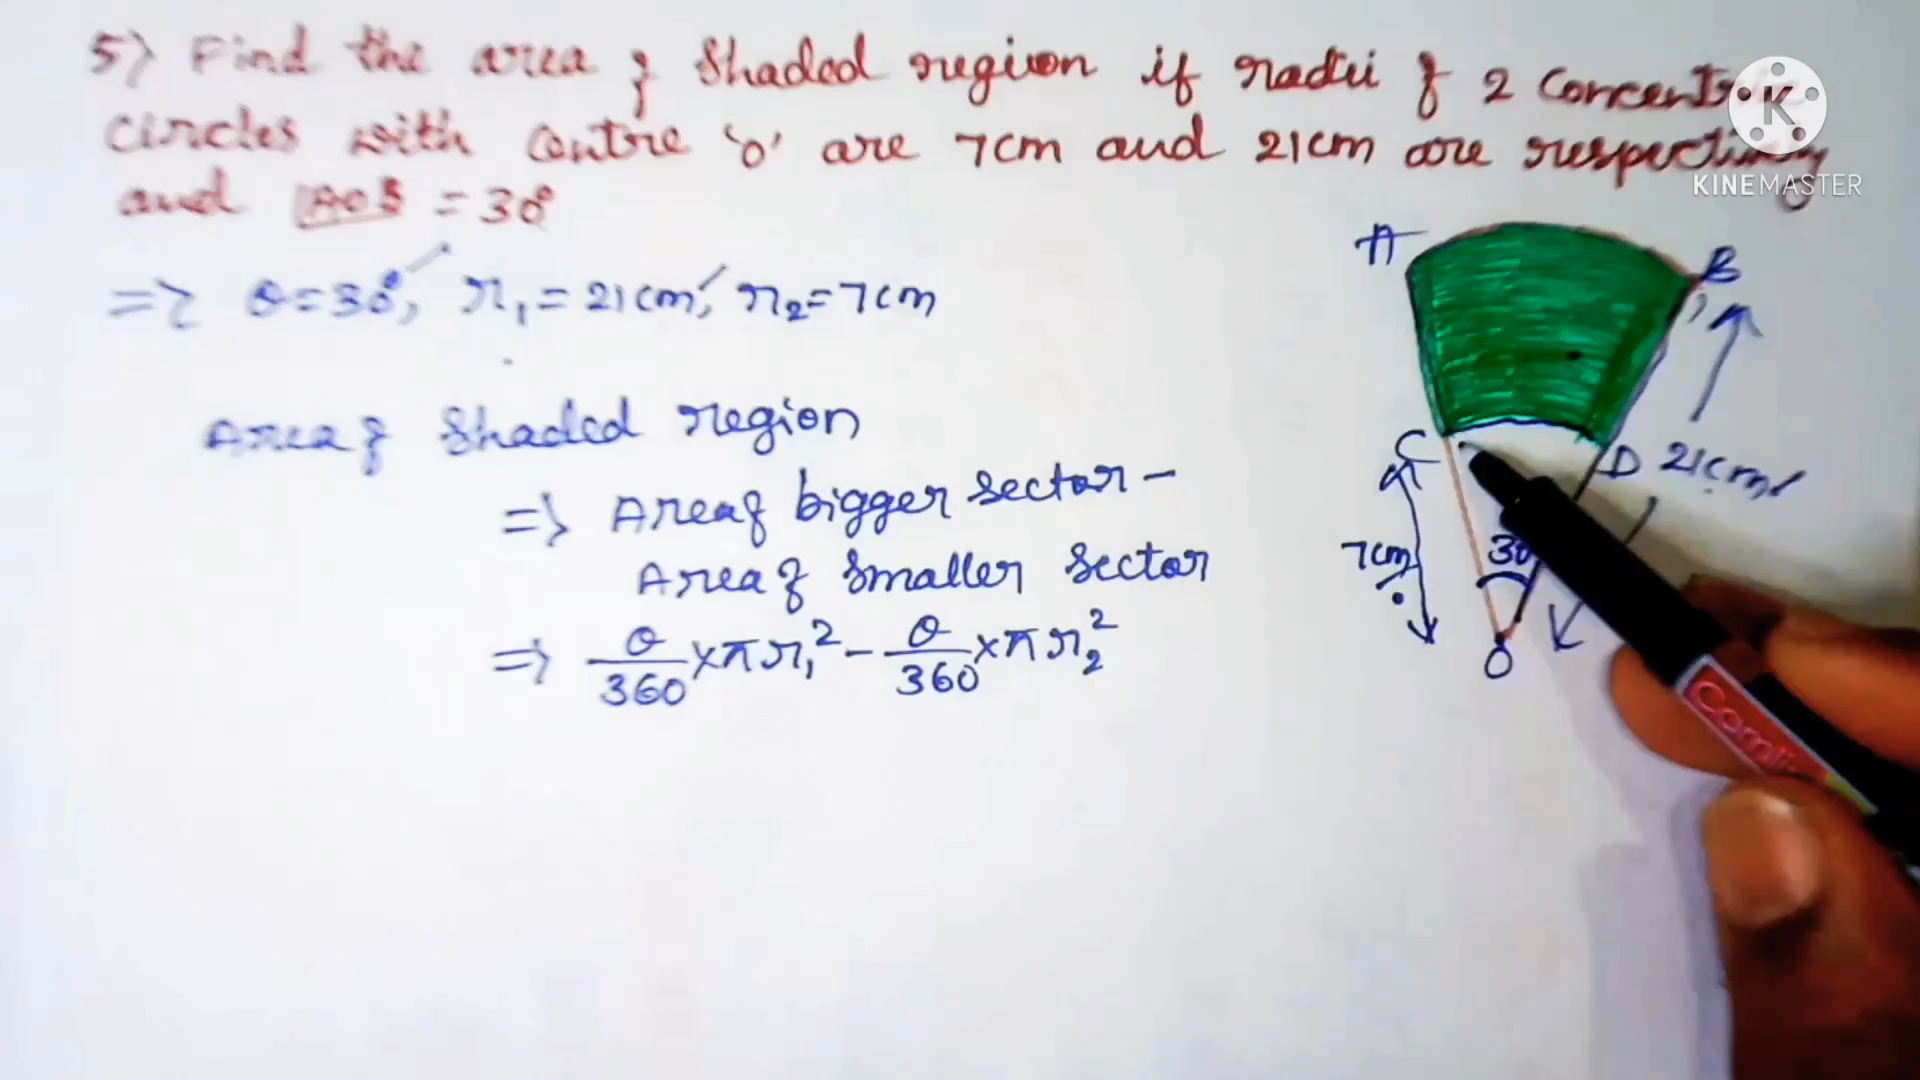 5) Find the area of Shaded region if radii of 2 Concentric
circles with centre 'o' are 7cm and 21cm are respectively
and ∠AOB = 30°
=> θ=30°, r₁=21cm, r₂=7cm
Area of Shaded region
=> Area of bigger sector -
Area of smaller sector
=> θ/360 × πr₁² - θ/360 × πr₂²
A
B
C
D
21cm
7cm
30
O
K
KINEMASTER